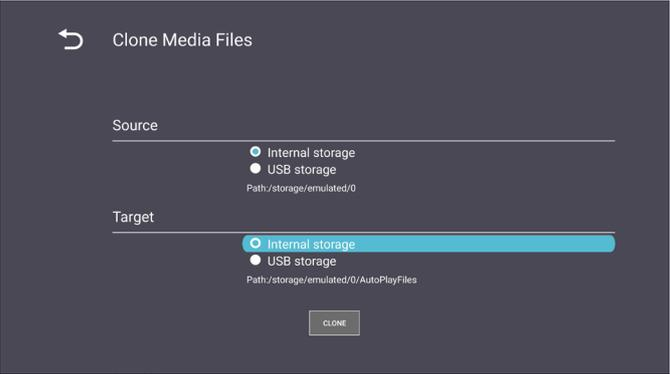 Clone Media Files
Source
Internal storage
USB storage
Path:/storage/emulated/0
Target
Internal storage
USB storage
Path:/storage/emulated/0/AutoPlayFiles
CLONE